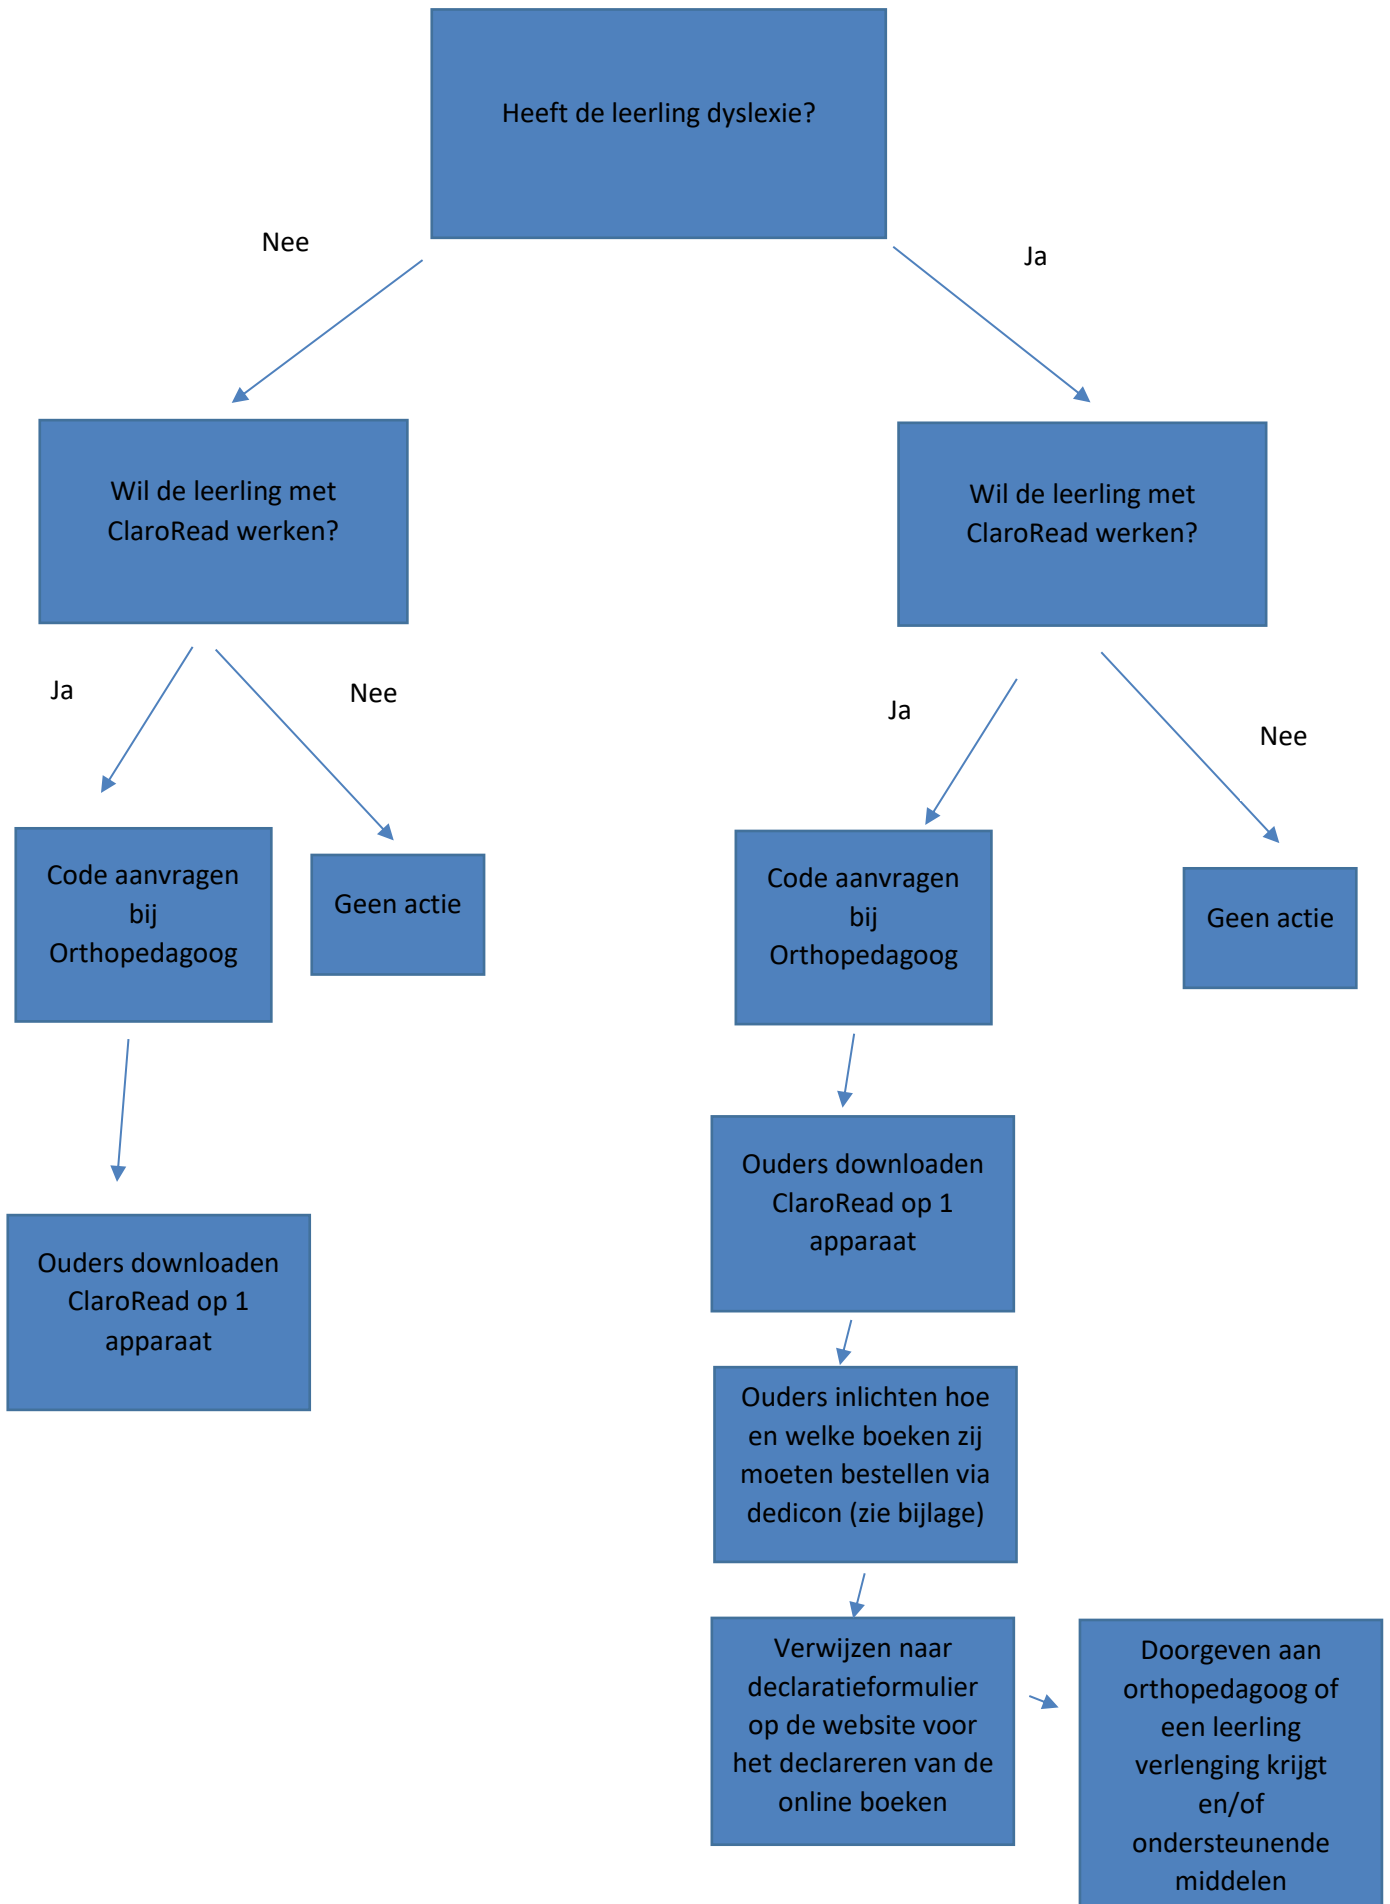 Heeft de leerling dyslexie?
Nee
Ja
Wil de leerling met
ClaroRead werken?
Wil de leerling met
ClaroRead werken?
Ja
Nee
Ja
Nee
Code aanvragen
bij
Orthopedagoog
Geen actie
Code aanvragen
bij
Orthopedagoog
Geen actie
Ouders downloaden
ClaroRead op 1
apparaat
Ouders downloaden
ClaroRead op 1
apparaat
Ouders inlichten hoe
en welke boeken zij
moeten bestellen via
dedicon (zie bijlage)
Verwijzen naar
declaratieformulier
op de website voor
het declareren van de
online boeken
Doorgeven aan
orthopedagoog of
een leerling
verlenging krijgt
en/of
ondersteunende
middelen